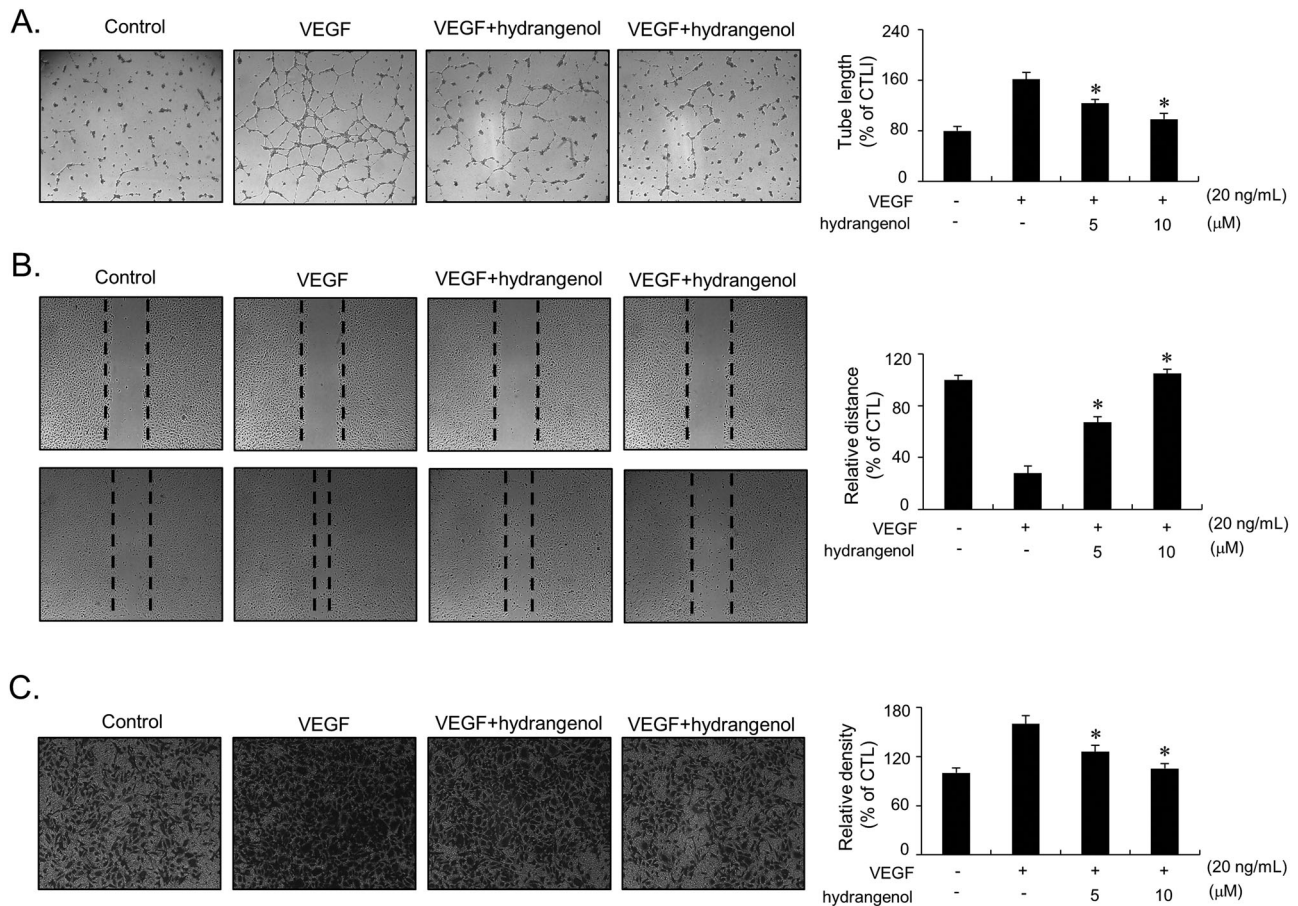 A.
Control
VEGF
VEGF+hydrangenol
VEGF+hydrangenol
Tube length
(% of CTLI)
240
160
80
0
VEGF - + + + (20 ng/mL)
hydrangenol - - 5 10 (μM)
*
*
B.
Control
VEGF
VEGF+hydrangenol
VEGF+hydrangenol
Relative distance
(% of CTL)
120
80
40
0
*
*
VEGF - + + + (20 ng/mL)
hydrangenol - - 5 10 (μM)
C.
Control
VEGF
VEGF+hydrangenol
VEGF+hydrangenol
Relative density
(% of CTL)
180
120
60
0
*
*
VEGF - + + + (20 ng/mL)
hydrangenol - - 5 10 (μM)